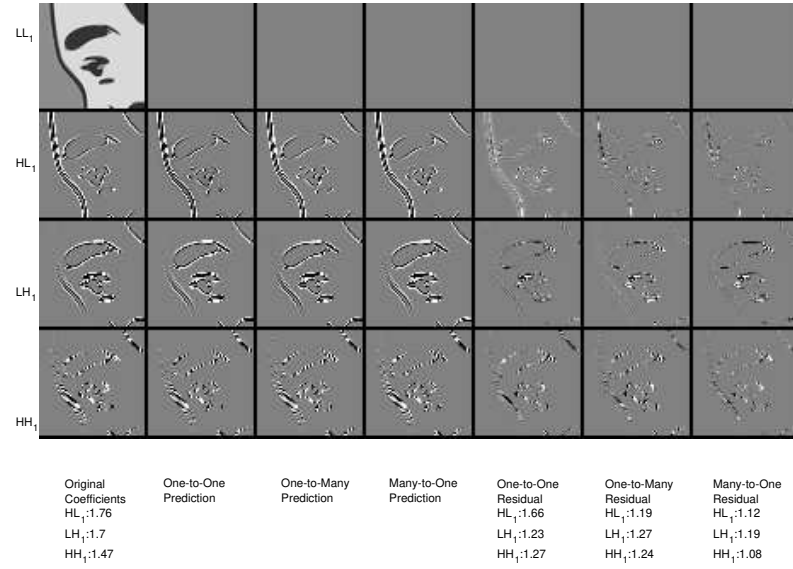 LL1
HL1
LH1
HH1
Original Coefficients
HL1:1.76
LH1:1.7
HH1:1.47
One-to-One Prediction
One-to-Many Prediction
Many-to-One Prediction
One-to-One Residual
HL1:1.66
LH1:1.23
HH1:1.27
One-to-Many Residual
HL1:1.19
LH1:1.27
HH1:1.24
Many-to-One Residual
HL1:1.12
LH1:1.19
HH1:1.08